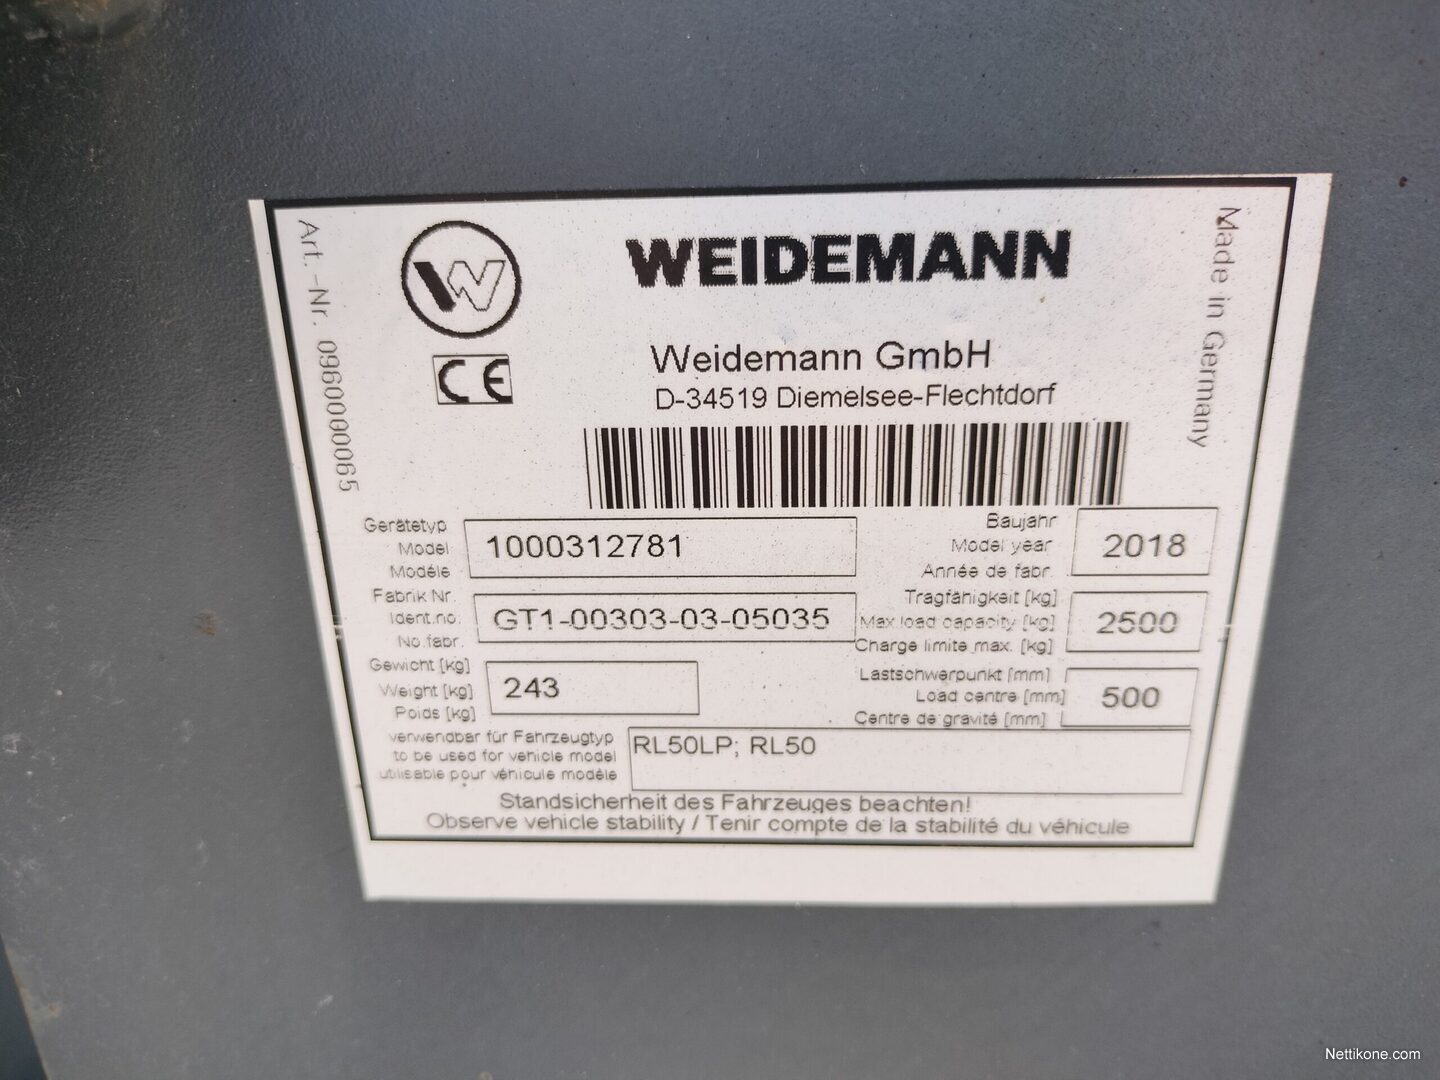 WEIDEMANN
W
CE
Weidemann GmbH
D-34519 Diemelsee-Flechtdorf
Art.-Nr. 0960000065
Made in Germany
Gerätetyp
Model
Modéle
1000312781
Baujahr
Model year
Année de fabr.
2018
Fabrik Nr.
Ident.no.
No.fabr.
GT1-00303-03-05035
Tragfähigkeit [kg]
Max load capacity [kg]
Charge limite max. [kg]
2500
Gewicht [kg]
Weight [kg]
Poids [kg]
243
Lastschwerpunkt [mm]
Load centre [mm]
Centre de gravité [mm]
500
verwendbar für Fahrzeugtyp
to be used for vehicle model
utilisable pour véhicule modèle
RL50LP; RL50
Standsicherheit des Fahrzeuges beachten!
Observe vehicle stability / Tenir compte de la stabilité du véhicule
Nettikone.com